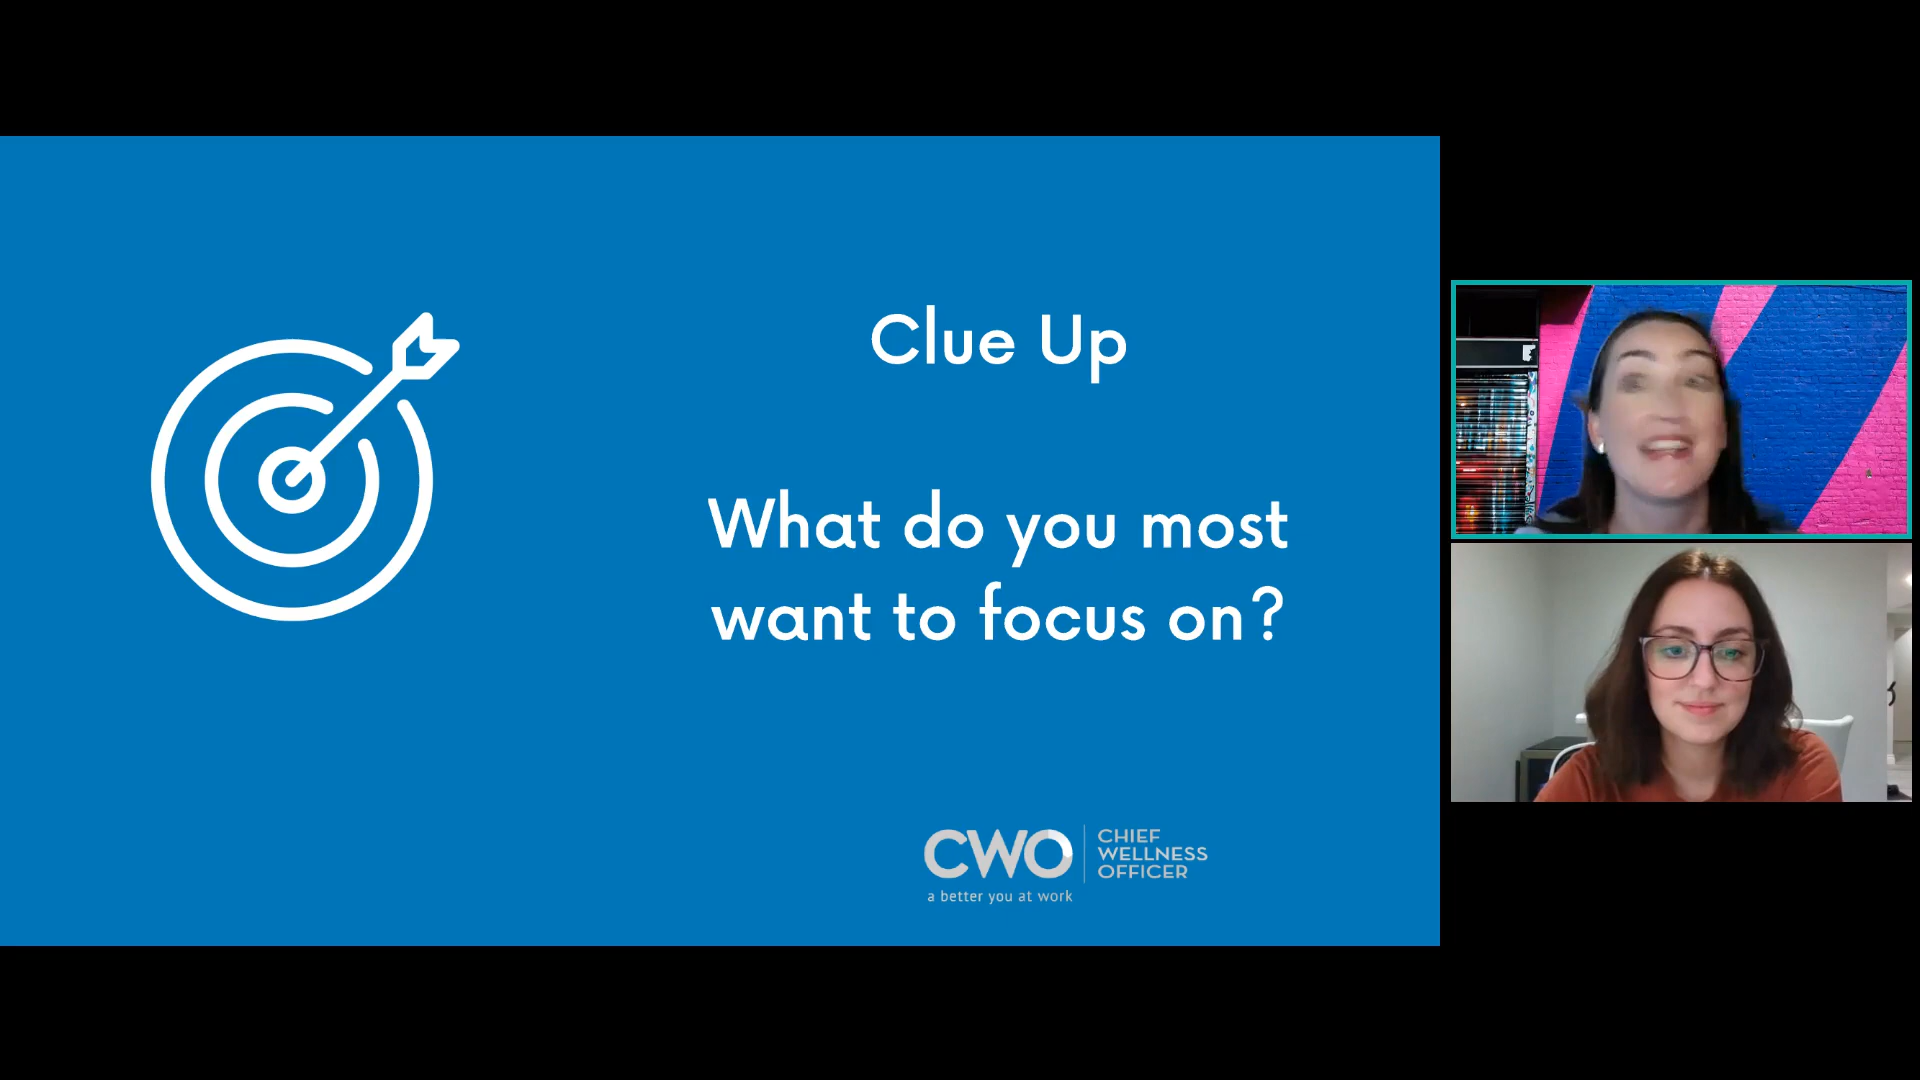 Clue Up
What do you most
want to focus on?
CWO
CHIEF
WELLNESS
OFFICER
a better you at work